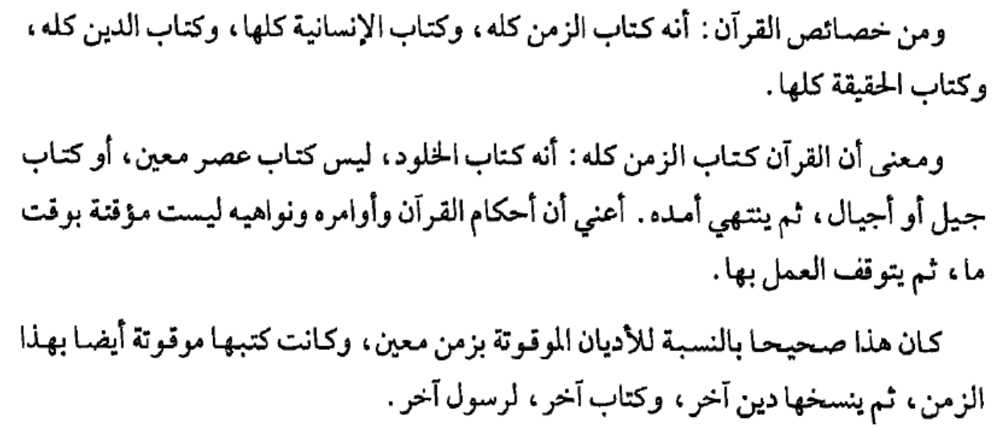 ومن خصائص القرآن: أنه كتاب الزمن كله، وكتاب الإنسانية كلها، وكتاب الدين كله،
وكتاب الحقيقة كلها.
ومعنى أن القرآن كتاب الزمن كله: أنه كتاب الخلود، ليس كتاب عصر معين، أو كتاب
جيل أو أجيال، ثم ينتهي أمده. أعني أن أحكام القرآن وأوامره ونواهيه ليست مؤقتة بوقت
ما، ثم يتوقف العمل بها.
كان هذا صحيحا بالنسبة للأديان الموقوتة بزمن معين، وكانت كتبها موقوتة أيضا بهذا
الزمن، ثم ينسخها دين آخر، وكتاب آخر، لرسول آخر.